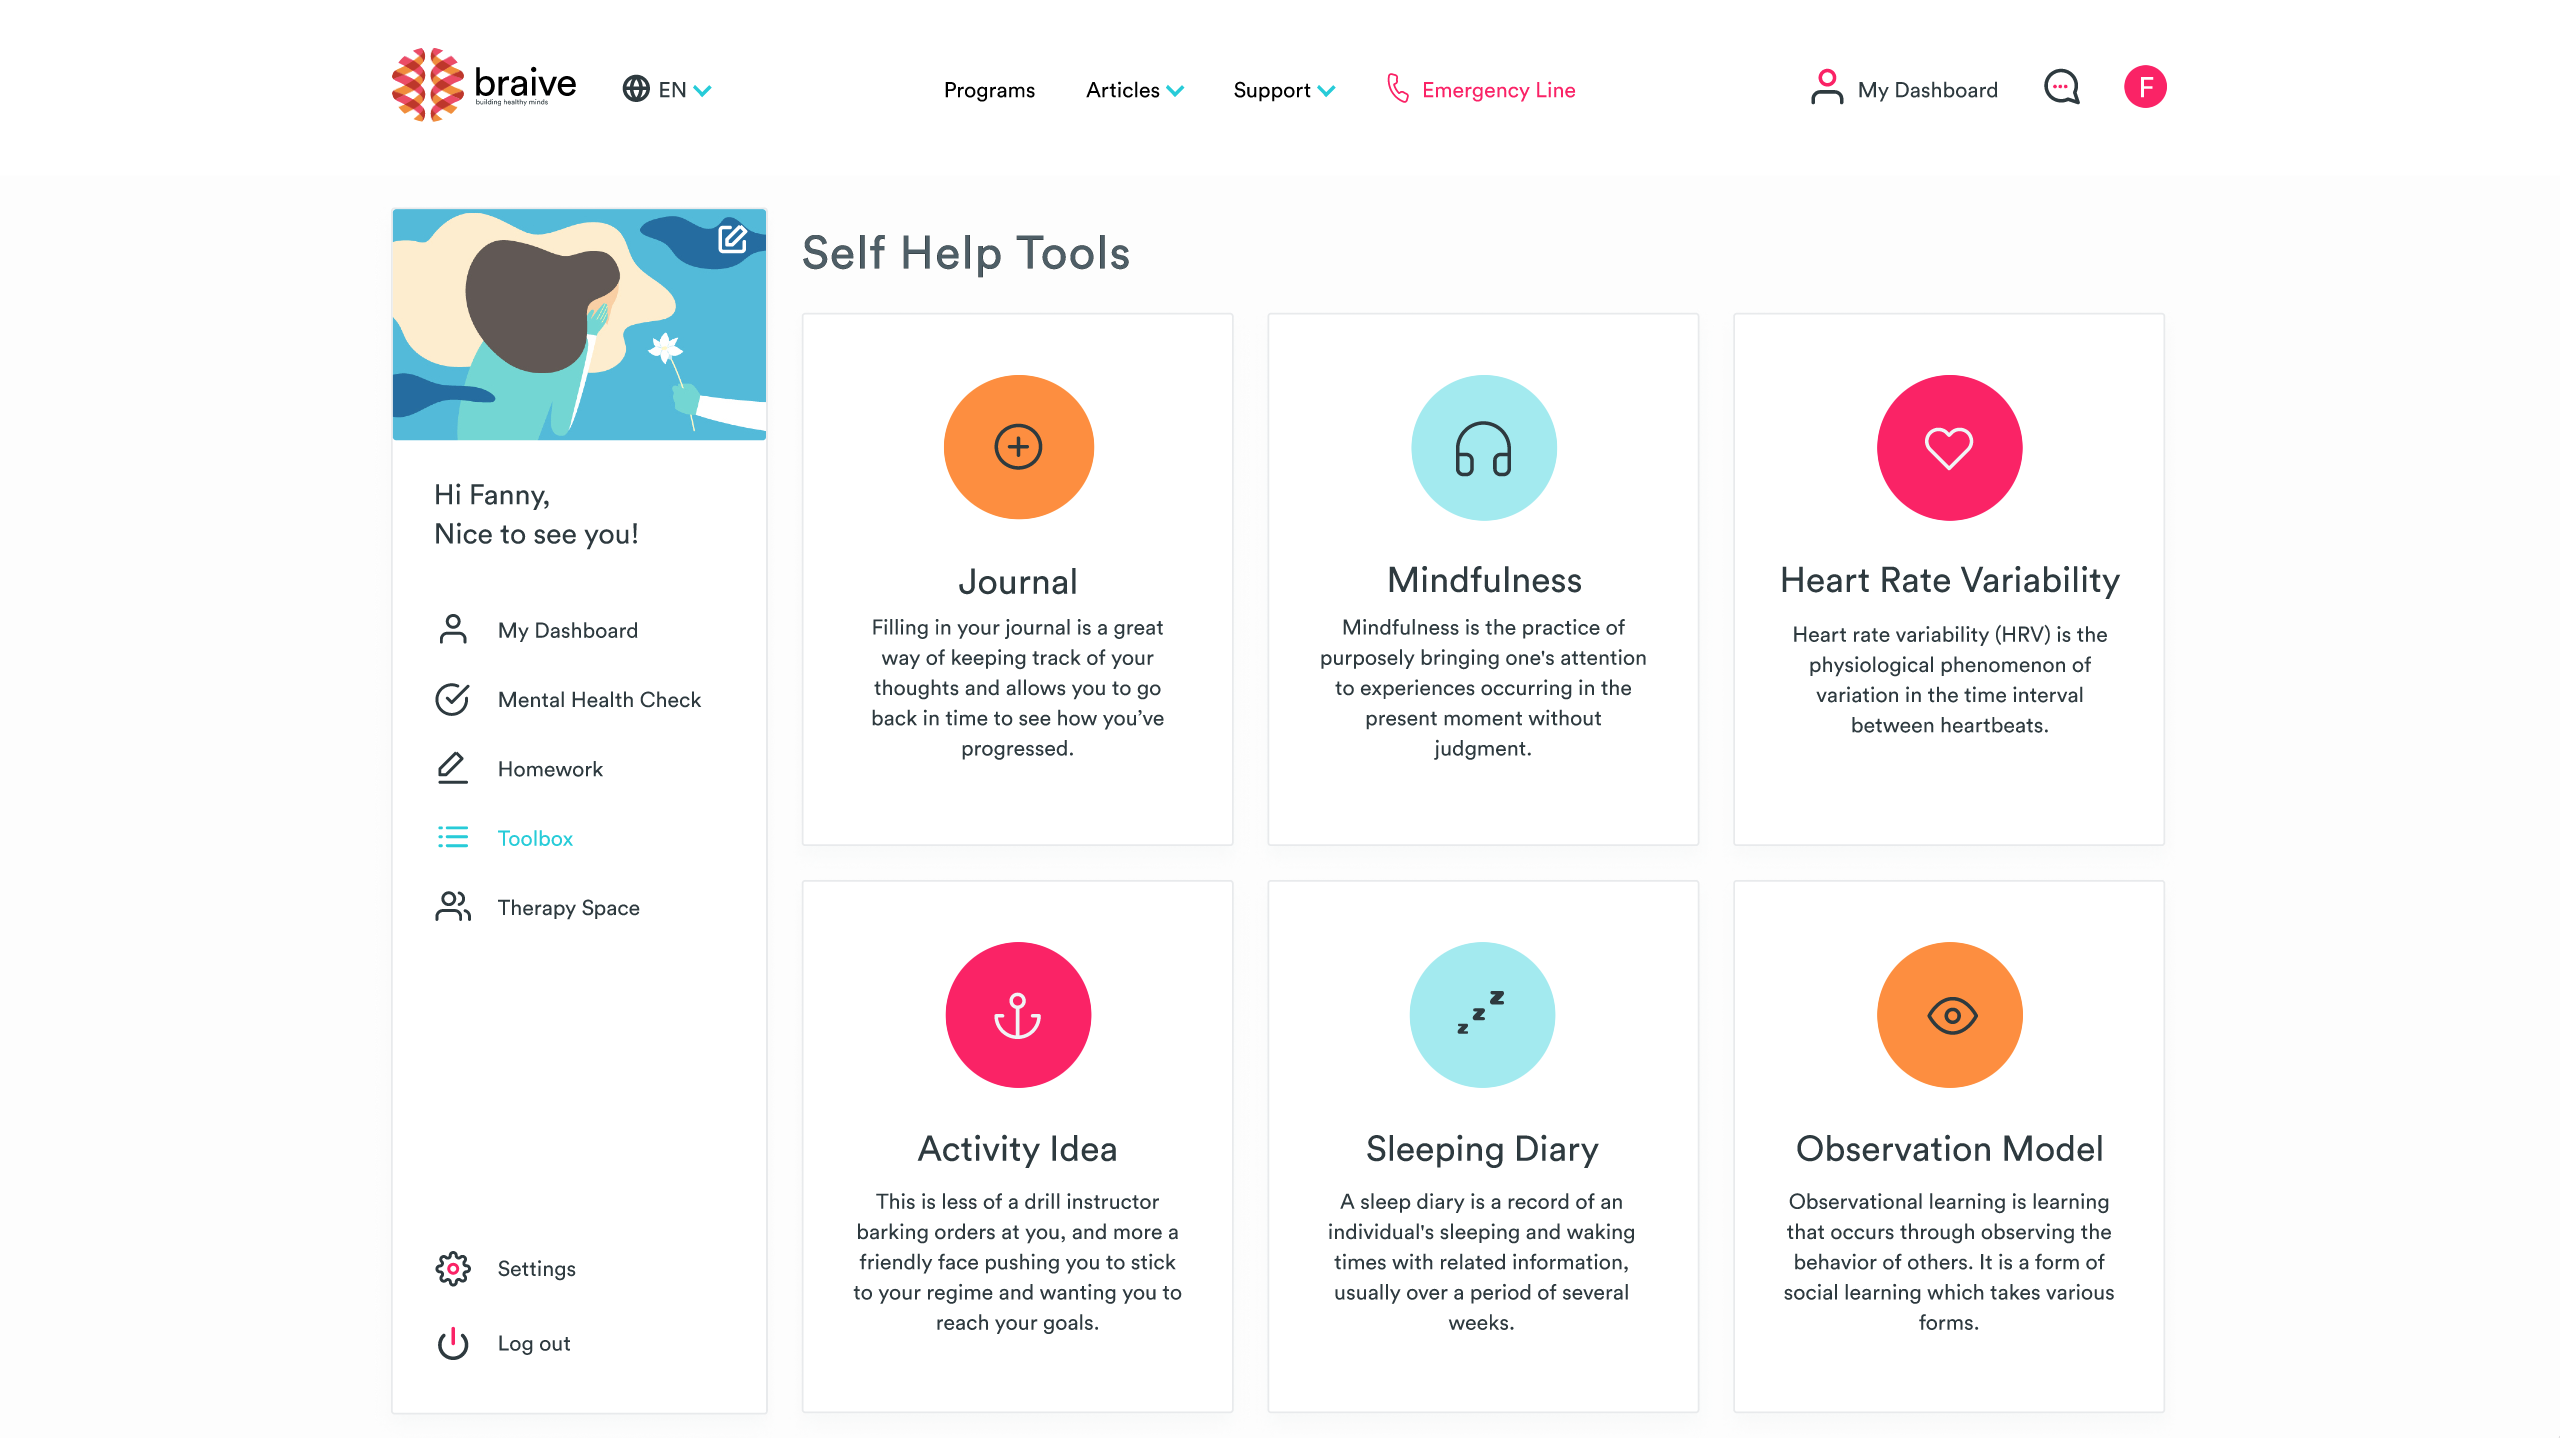 braive
building healthy minds
EN
Programs
Articles
Support
Emergency Line
My Dashboard
F
Hi Fanny,
Nice to see you!
My Dashboard
Mental Health Check
Homework
Toolbox
Therapy Space
Settings
Log out
Self Help Tools
Journal
Filling in your journal is a great
way of keeping track of your
thoughts and allows you to go
back in time to see how you’ve
progressed.
Mindfulness
Mindfulness is the practice of
purposely bringing one's attention
to experiences occurring in the
present moment without
judgment.
Heart Rate Variability
Heart rate variability (HRV) is the
physiological phenomenon of
variation in the time interval
between heartbeats.
Activity Idea
This is less of a drill instructor
barking orders at you, and more a
friendly face pushing you to stick
to your regime and wanting you to
reach your goals.
z z z
Sleeping Diary
A sleep diary is a record of an
individual's sleeping and waking
times with related information,
usually over a period of several
weeks.
Observation Model
Observational learning is learning
that occurs through observing the
behavior of others. It is a form of
social learning which takes various
forms.